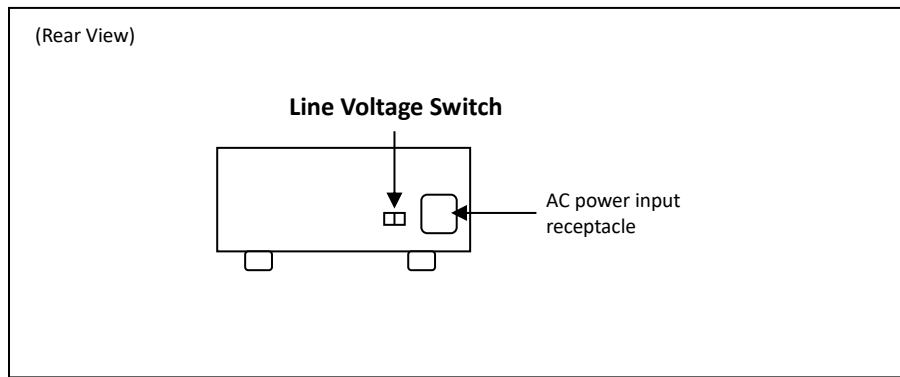 (Rear View)
Line Voltage Switch
AC power input
receptacle